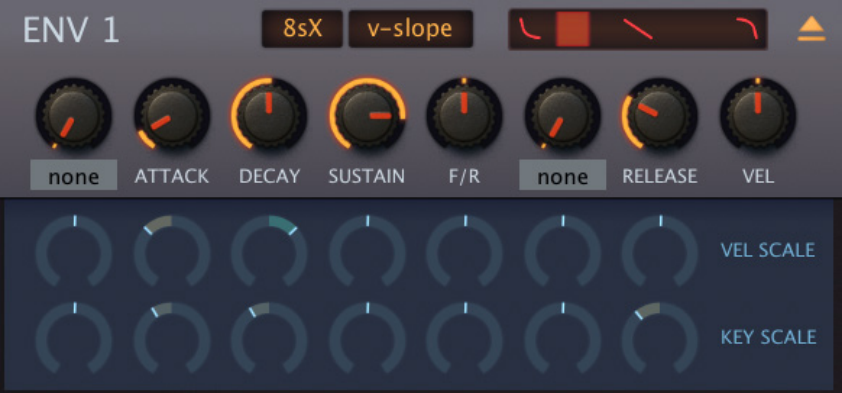 ENV 1 8sX v-slope
none ATTACK DECAY SUSTAIN F/R none RELEASE VEL
VEL SCALE
KEY SCALE